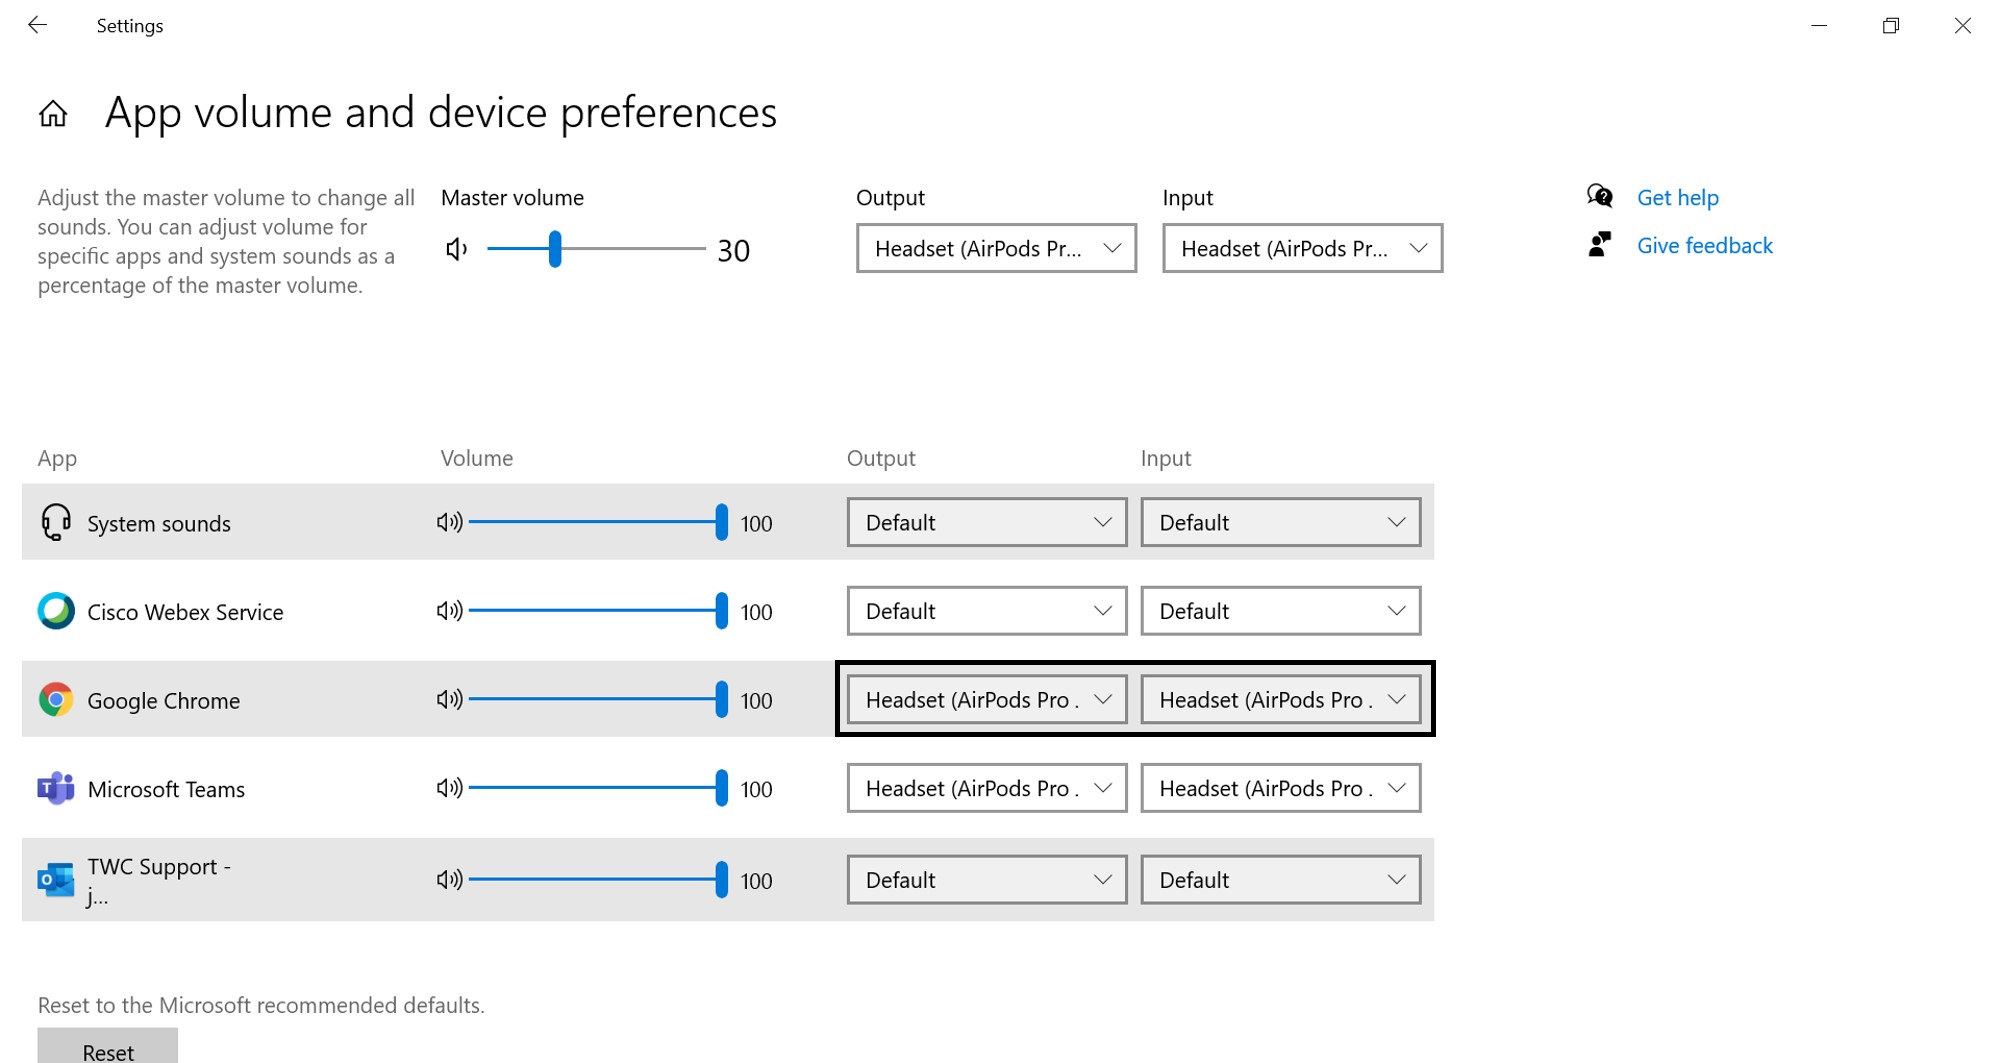 Settings
App volume and device preferences
Adjust the master volume to change all
sounds. You can adjust volume for
specific apps and system sounds as a
percentage of the master volume.
Master volume
30
Output
Headset (AirPods Pr...
Input
Headset (AirPods Pr...
Get help
Give feedback
App Volume Output Input
System sounds 100 Default Default
Cisco Webex Service 100 Default Default
Google Chrome 100 Headset (AirPods Pro . Headset (AirPods Pro .
Microsoft Teams 100 Headset (AirPods Pro . Headset (AirPods Pro .
TWC Support -
j...
100 Default Default
Reset to the Microsoft recommended defaults.
Reset